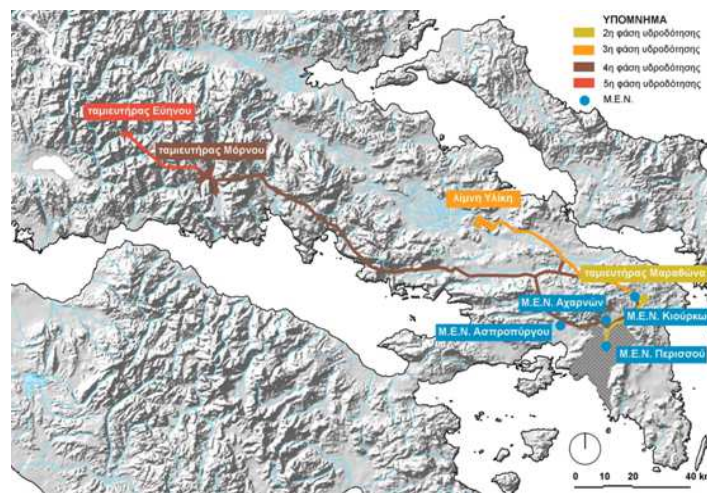 ΥΠΟΜΝΗΜΑ
2η φάση υδροδότησης
3η φάση υδροδότησης
4η φάση υδροδότησης
5η φάση υδροδότησης
Μ.Ε.Ν.
ταμιευτήρας Εύηνου
ταμιευτήρας Μόρνου
λίμνη Υλίκη
ταμιευτήρας Μαραθώνα
Μ.Ε.Ν. Αχαρνών
Μ.Ε.Ν. Κιούρκων
Μ.Ε.Ν. Ασπροπύργου
Μ.Ε.Ν. Περισσού
0 10 20 40 km